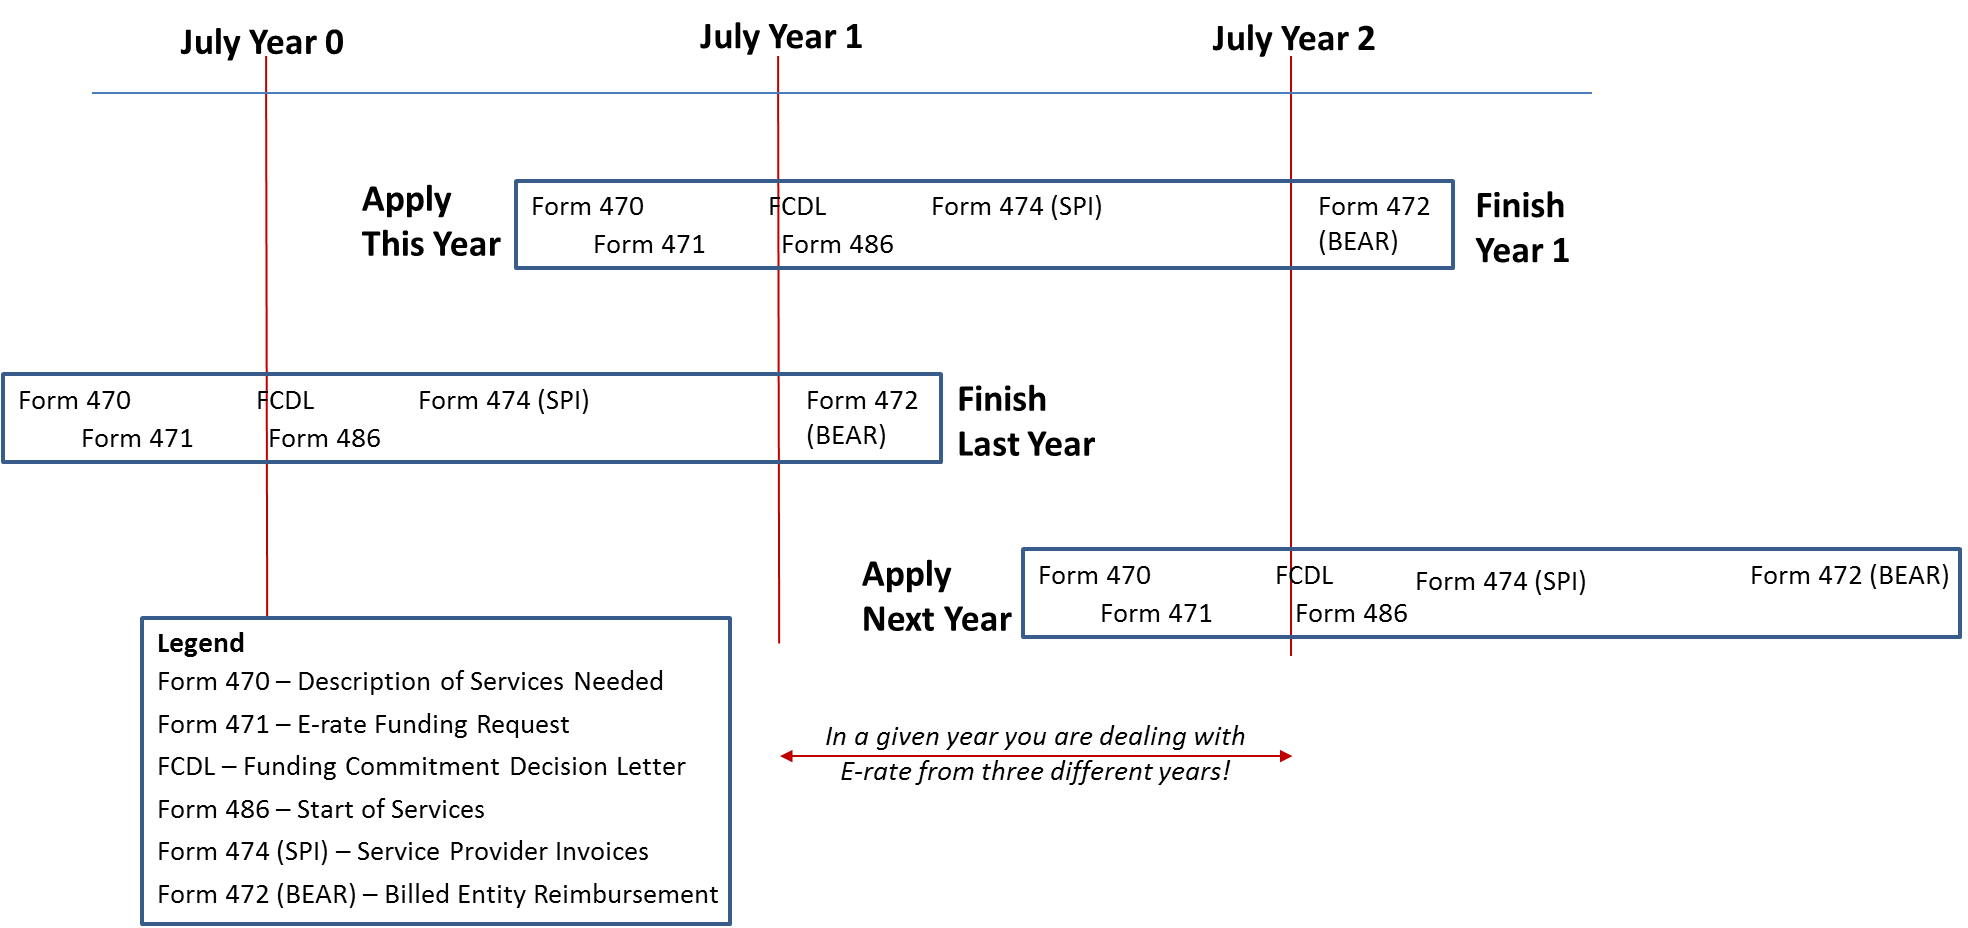 July Year 0
July Year 1
July Year 2
Apply
This Year
Form 470
FCDL
Form 474 (SPI)
Form 472
(BEAR)
Form 471
Form 486
Finish
Year 1
Form 470
FCDL
Form 474 (SPI)
Form 472
(BEAR)
Form 471
Form 486
Finish
Last Year
Apply
Next Year
Form 470
FCDL
Form 474 (SPI)
Form 472 (BEAR)
Form 471
Form 486
Legend
Form 470 – Description of Services Needed
Form 471 – E-rate Funding Request
FCDL – Funding Commitment Decision Letter
Form 486 – Start of Services
Form 474 (SPI) – Service Provider Invoices
Form 472 (BEAR) – Billed Entity Reimbursement
In a given year you are dealing with
E-rate from three different years!